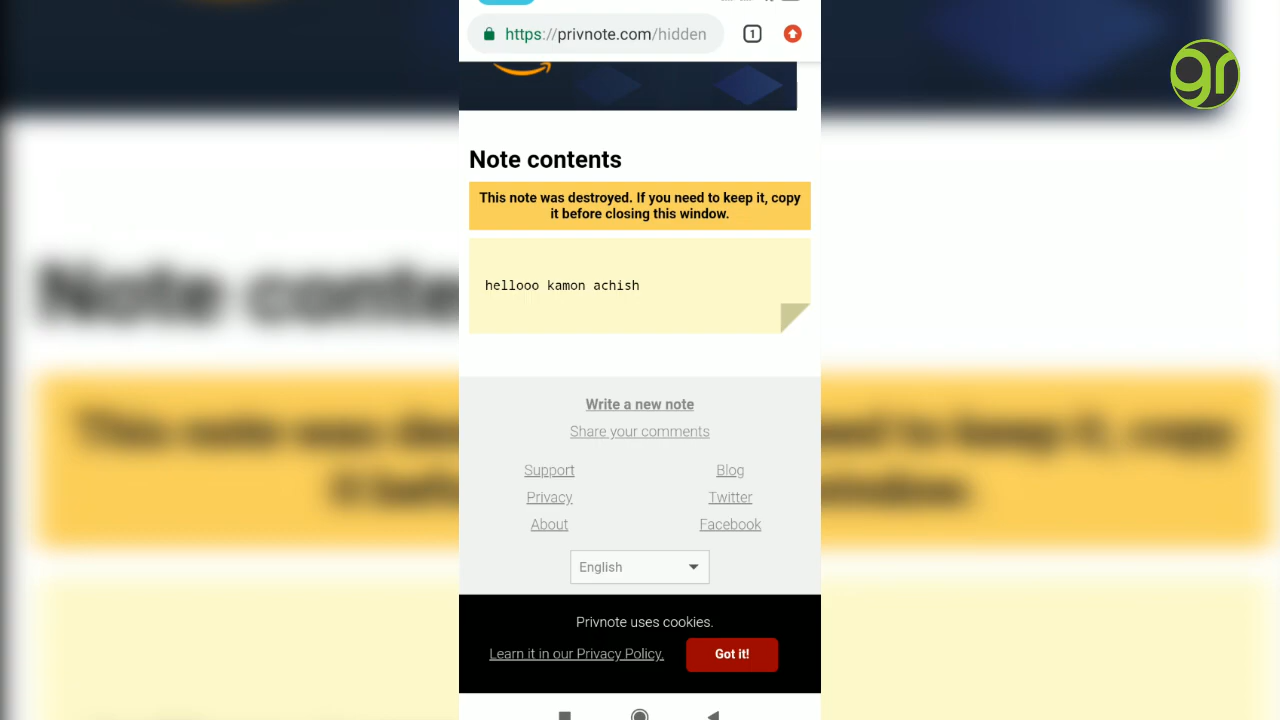 https://privnote.com/hidden
1
gr
Note contents
This note was destroyed. If you need to keep it, copy
it before closing this window.
hellooo kamon achish
Write a new note
Share your comments
Support
Blog
Privacy
Twitter
About
Facebook
English
Privnote uses cookies.
Learn it in our Privacy Policy.
Got it!